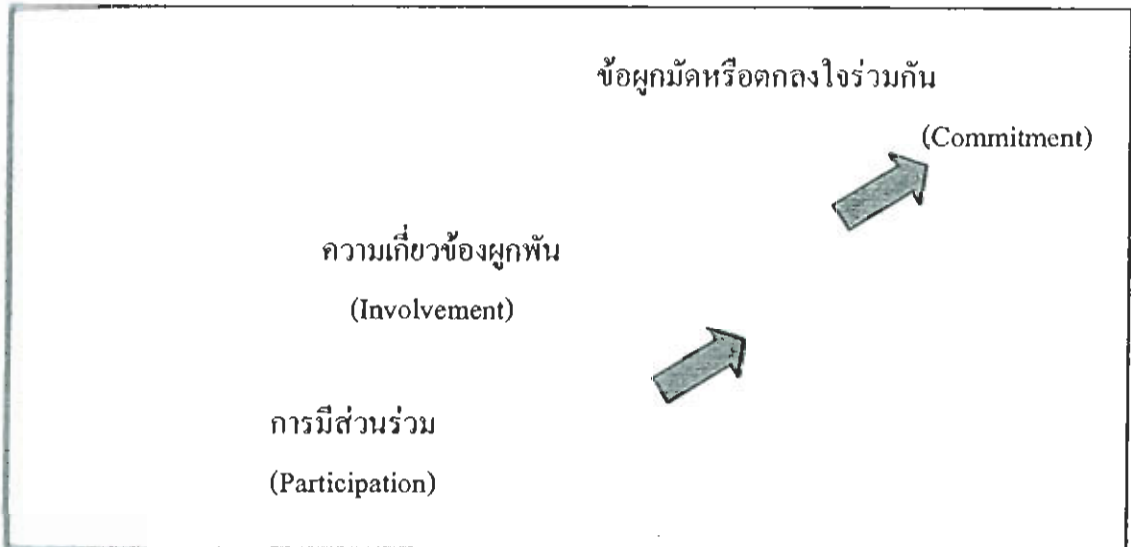 ข้อผูกมัดหรือตกลงใจร่วมกัน
(Commitment)
ความเกี่ยวข้องผูกพัน
(Involvement)
การมีส่วนร่วม
(Participation)